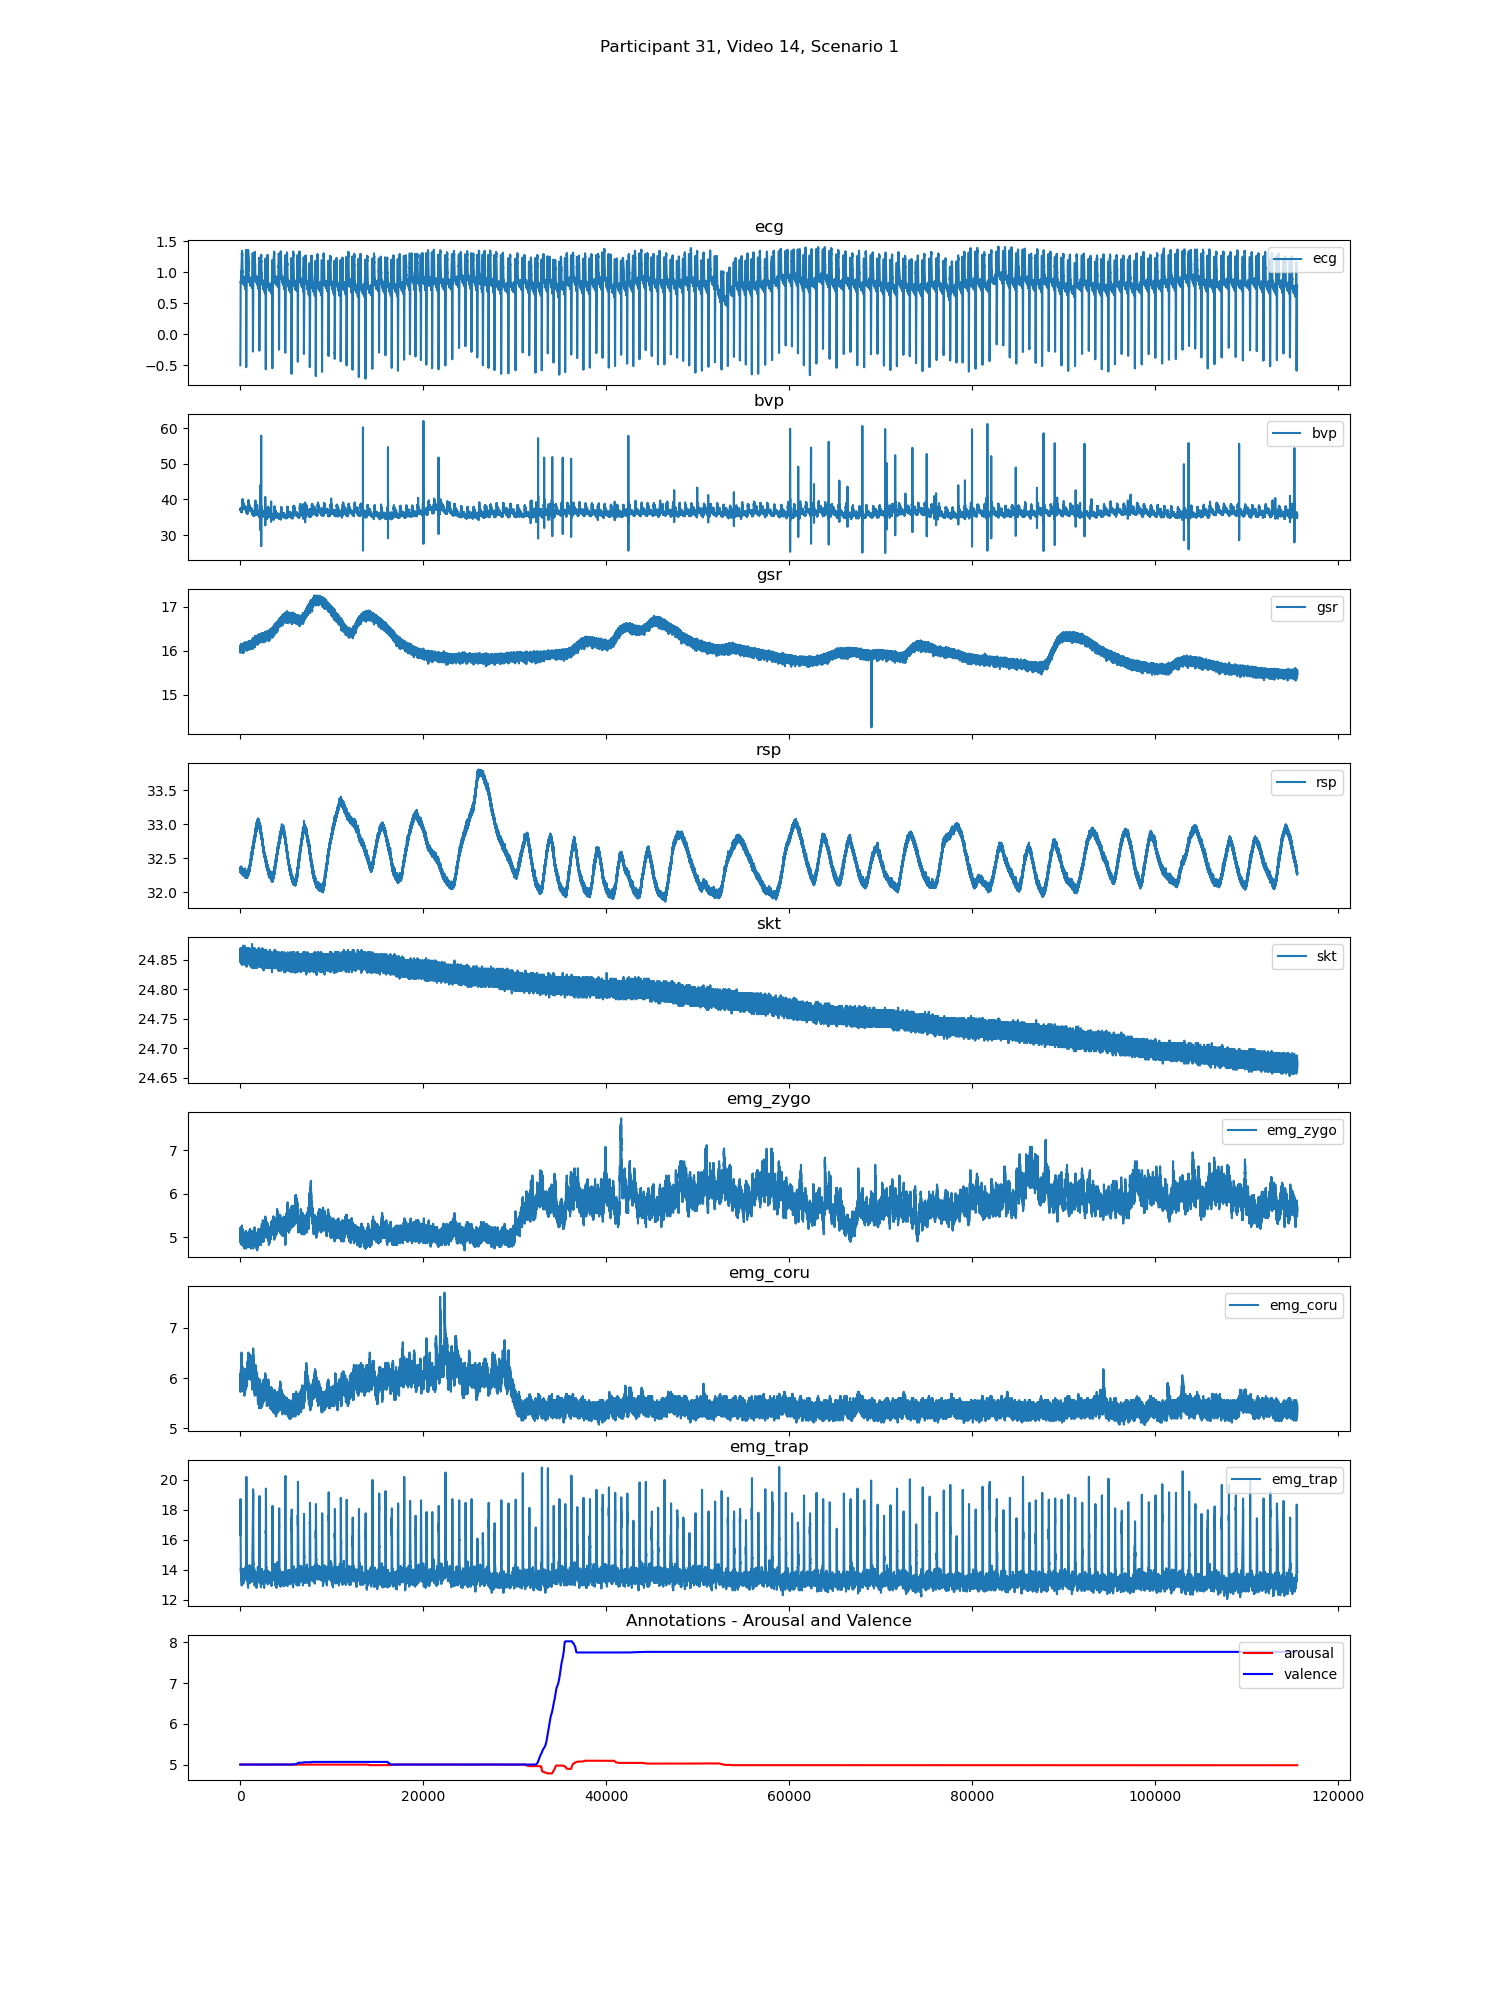 Participant 31, Video 14, Scenario 1
ecg
1.5
1.0
0.5
0.0
−0.5
ecg
bvp
60
50
40
30
bvp
gsr
17
16
15
gsr
rsp
33.5
33.0
32.5
32.0
rsp
skt
24.85
24.80
24.75
24.70
24.65
skt
emg_zygo
7
6
5
emg_zygo
emg_coru
7
6
5
emg_coru
emg_trap
20
18
16
14
12
emg_trap
Annotations - Arousal and Valence
8
7
6
5
arousal
valence
0 20000 40000 60000 80000 100000 120000